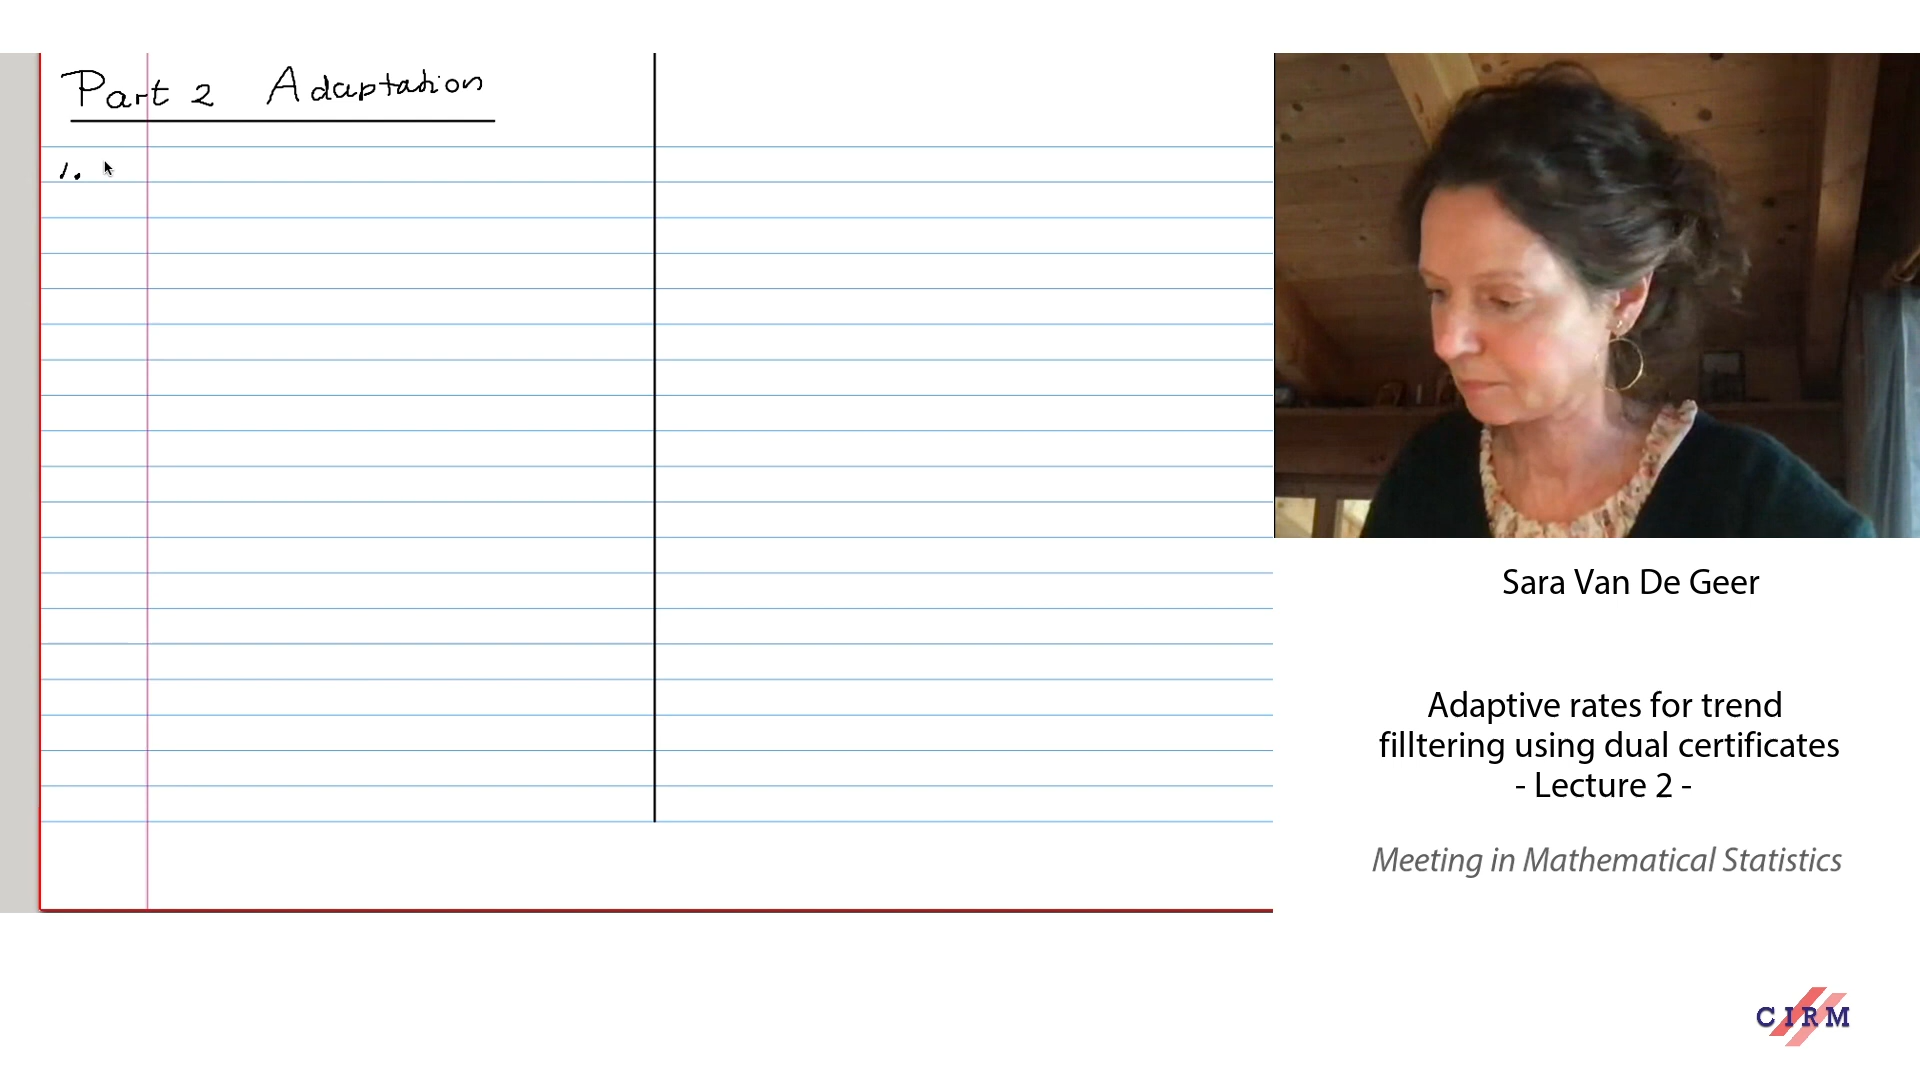 Part 2 Adaptation
1.
Sara Van De Geer
Adaptive rates for trend
filltering using dual certificates
- Lecture 2 -
Meeting in Mathematical Statistics
CIRM